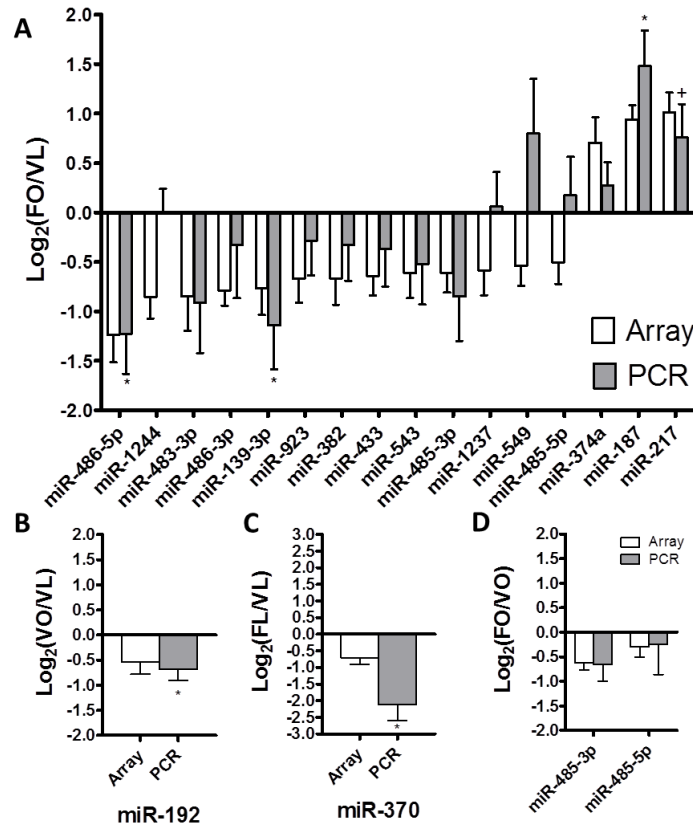 A
Log2(FO/VL)
2.0
1.5
1.0
0.5
0.0
-0.5
-1.0
-1.5
-2.0
*
+
*
*
Array
PCR
miR-486-5p
miR-1244
miR-483-3p
miR-486-3p
miR-139-3p
miR-923
miR-382
miR-433
miR-543
miR-485-3p
miR-1237
miR-549
miR-485-5p
miR-374a
miR-187
miR-217
B
Log2(VO/VL)
2.0
1.5
1.0
0.5
0.0
-0.5
-1.0
-1.5
-2.0
*
Array
PCR
miR-192
C
Log2(FL/VL)
3.0
2.5
2.0
1.5
1.0
0.5
0.0
-0.5
-1.0
-1.5
-2.0
-2.5
-3.0
*
Array
PCR
miR-370
D
Log2(FO/VO)
2.0
1.5
1.0
0.5
0.0
-0.5
-1.0
-1.5
-2.0
Array
PCR
miR-485-3p
miR-485-5p